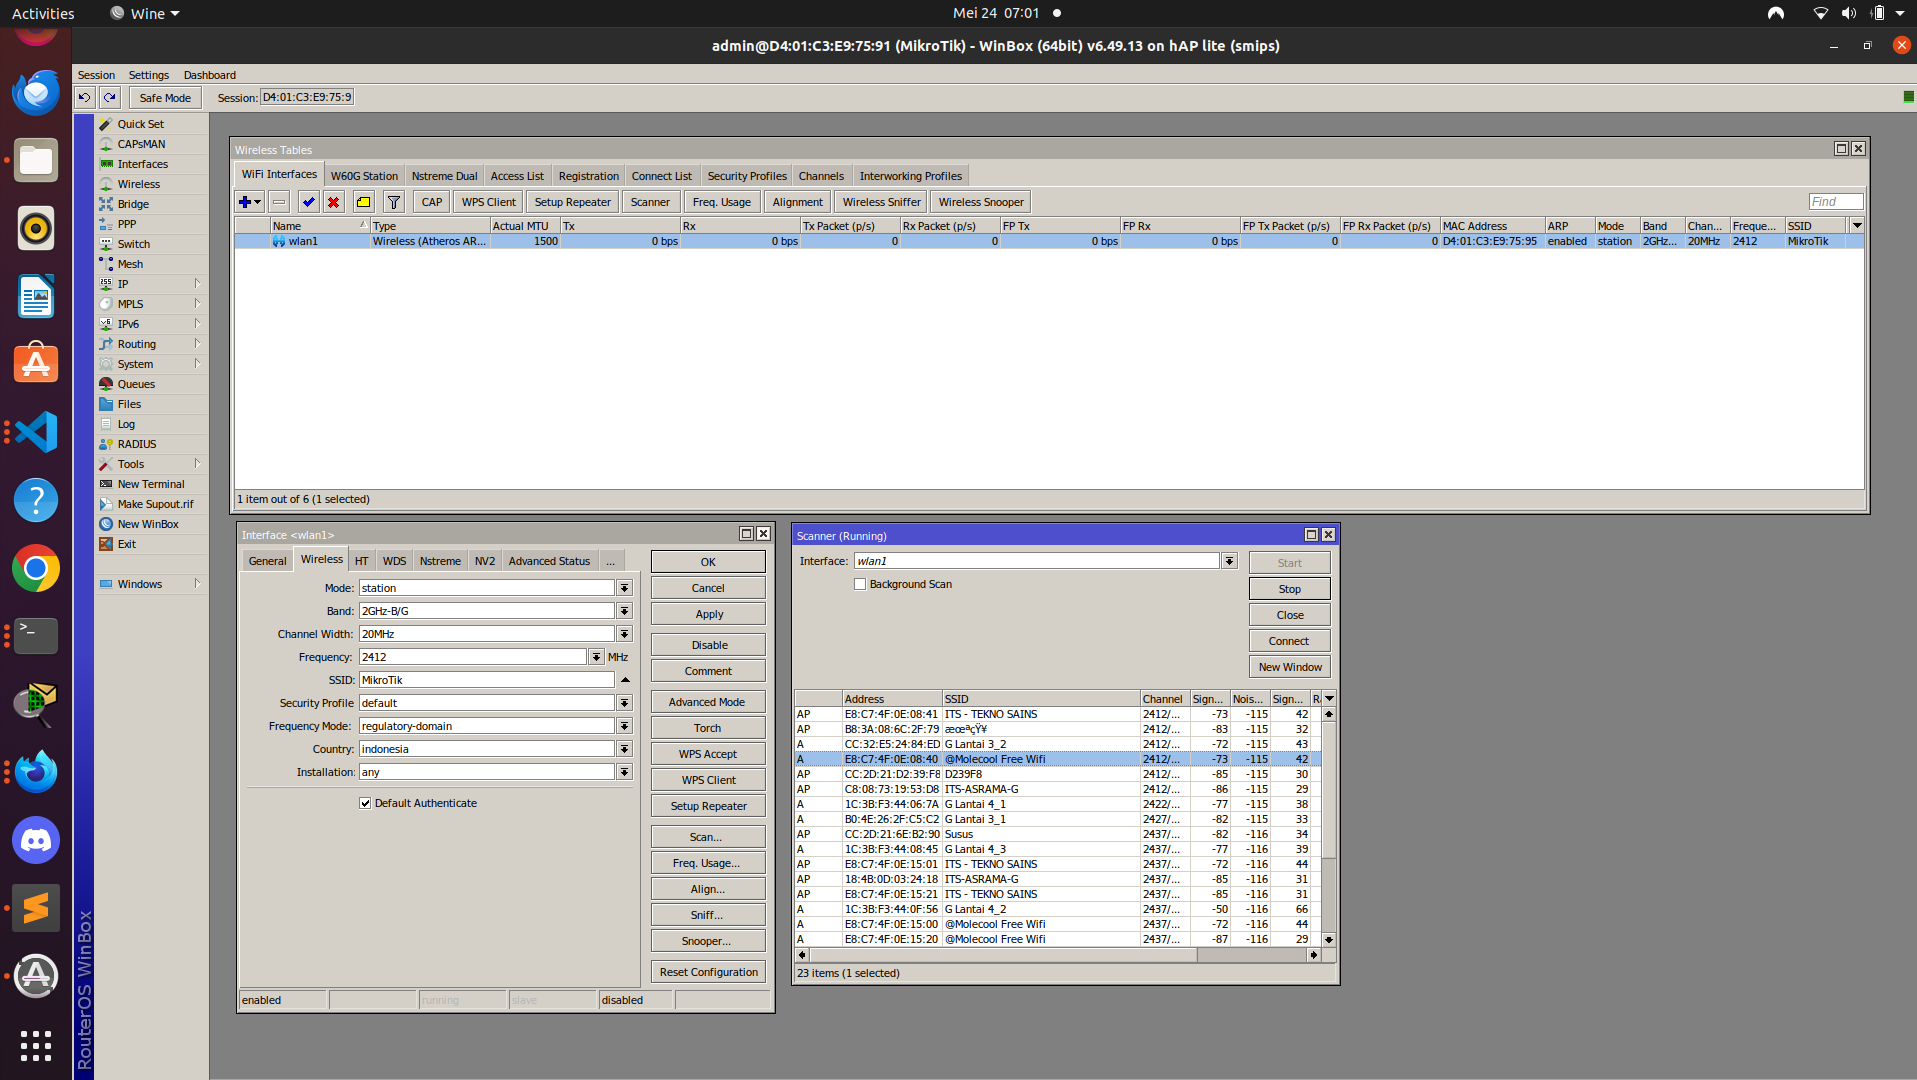 Activities Wine Mei 24 07:01
admin@D4:01:C3:E9:75:91 (MikroTik) - WinBox (64bit) v6.49.13 on hAP lite (smips)
Session Settings Dashboard
Safe Mode Session: D4:01:C3:E9:75:9
Quick Set
CAPsMAN
Interfaces
Wireless
Bridge
PPP
Switch
Mesh
IP
MPLS
IPv6
Routing
System
Queues
Files
Log
RADIUS
Tools
New Terminal
Make Supout.rif
New WinBox
Exit
Windows
RouterOS WinBox
Wireless Tables
WiFi Interfaces W60G Station Nstreme Dual Access List Registration Connect List Security Profiles Channels Interworking Profiles
CAP WPS Client Setup Repeater Scanner Freq. Usage Alignment Wireless Sniffer Wireless Snooper Find
Name Type Actual MTU Tx Rx Tx Packet (p/s) Rx Packet (p/s) FP Tx FP Rx FP Tx Packet (p/s) FP Rx Packet (p/s) MAC Address ARP Mode Band Chan... Freque... SSID
wlan1 Wireless (Atheros AR... 1500 0 bps 0 bps 0 0 0 bps 0 bps 0 0 D4:01:C3:E9:75:95 enabled station 2GHz... 20MHz 2412 MikroTik
1 item out of 6 (1 selected)
Interface <wlan1>
General Wireless HT WDS Nstreme NV2 Advanced Status ...
Mode: station
Band: 2GHz-B/G
Channel Width: 20MHz
Frequency: 2412 MHz
SSID: MikroTik
Security Profile default
Frequency Mode: regulatory-domain
Country: indonesia
Installation: any
Default Authenticate
OK
Cancel
Apply
Disable
Comment
Advanced Mode
Torch
WPS Accept
WPS Client
Setup Repeater
Scan...
Freq. Usage...
Align...
Sniff...
Snooper...
Reset Configuration
enabled running slave disabled
Scanner (Running)
Interface: wlan1
Background Scan
Start
Stop
Close
Connect
New Window
Address SSID Channel Sign... Nois... Sign... R
AP E8:C7:4F:0E:08:41 ITS - TEKNO SAINS 2412/... -73 -115 42
AP B8:3A:08:6C:2F:79 æœªçŸ¥ 2412/... -83 -115 32
A CC:32:E5:24:84:ED G Lantai 3_2 2412/... -72 -115 43
A E8:C7:4F:0E:08:40 @Molecool Free Wifi 2412/... -73 -115 42
AP CC:2D:21:D2:39:F8 D239F8 2412/... -85 -115 30
AP C8:08:73:19:53:D8 ITS-ASRAMA-G 2412/... -86 -115 29
A 1C:3B:F3:44:06:7A G Lantai 4_1 2422/... -77 -115 38
A B0:4E:26:2F:C5:C2 G Lantai 3_1 2427/... -82 -115 33
AP CC:2D:21:6E:B2:90 Susus 2437/... -82 -116 34
A 1C:3B:F3:44:08:45 G Lantai 4_3 2437/... -77 -116 39
AP E8:C7:4F:0E:15:01 ITS - TEKNO SAINS 2437/... -72 -116 44
AP 18:4B:0D:03:24:18 ITS-ASRAMA-G 2437/... -85 -116 31
AP E8:C7:4F:0E:15:21 ITS - TEKNO SAINS 2437/... -85 -116 31
A 1C:3B:F3:44:0F:56 G Lantai 4_2 2437/... -50 -116 66
A E8:C7:4F:0E:15:00 @Molecool Free Wifi 2437/... -72 -116 44
A E8:C7:4F:0E:15:20 @Molecool Free Wifi 2437/... -87 -116 29
23 items (1 selected)